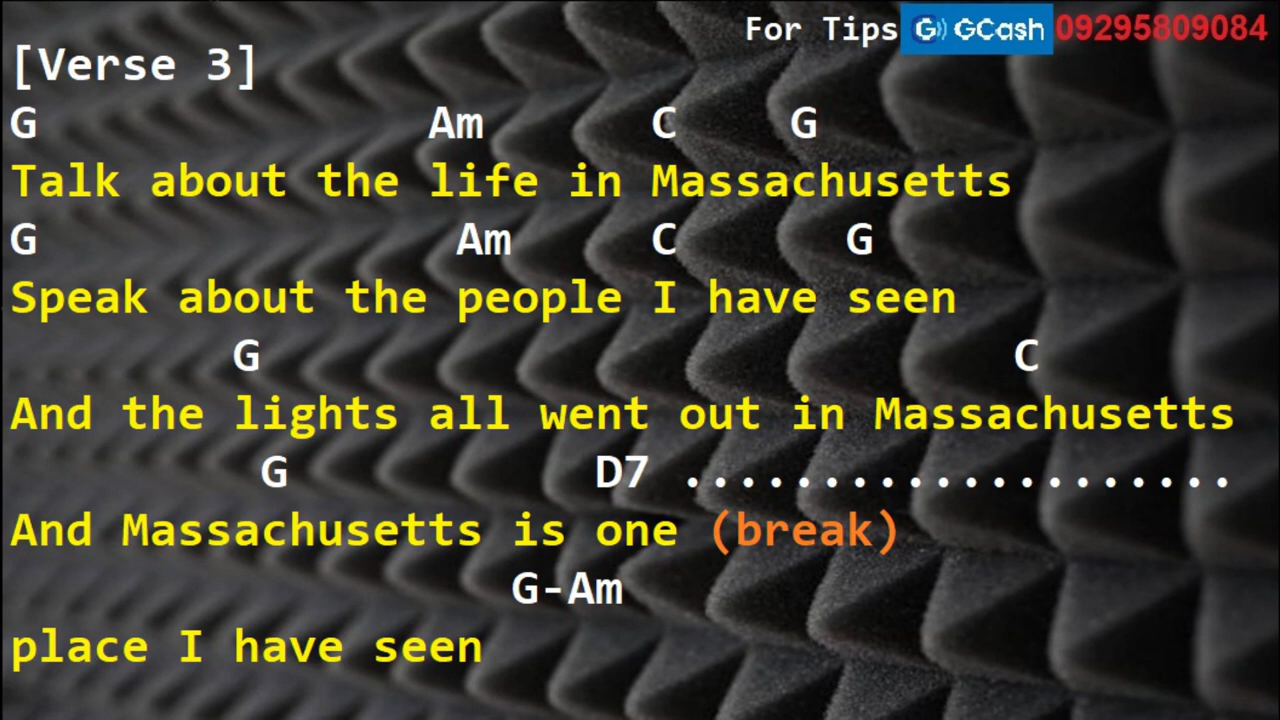 For Tips GCash 09295809084
[Verse 3]
G Am C G
Talk about the life in Massachusetts
G Am C G
Speak about the people I have seen
G C
And the lights all went out in Massachusetts
G D7 ....................
And Massachusetts is one (break)
G-Am
place I have seen